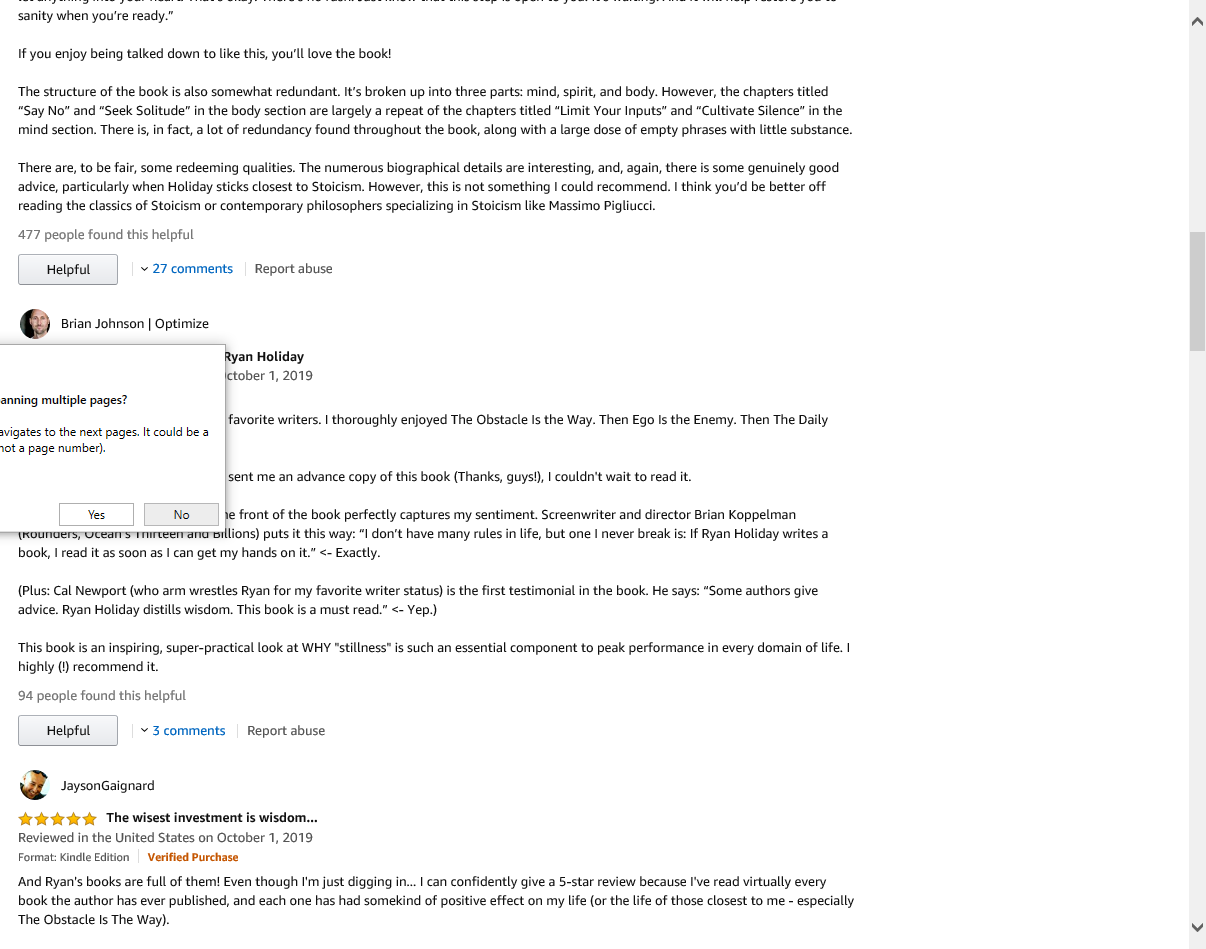 sanity when you're ready.”
If you enjoy being talked down to like this, you’ll love the book!
The structure of the book is also somewhat redundant. It’s broken up into three parts: mind, spirit, and body. However, the chapters titled
“Say No” and “Seek Solitude” in the body section are largely a repeat of the chapters titled “Limit Your Inputs” and “Cultivate Silence” in the
mind section. There is, in fact, a lot of redundancy found throughout the book, along with a large dose of empty phrases with little substance.
There are, to be fair, some redeeming qualities. The numerous biographical details are interesting, and, again, there is some genuinely good
advice, particularly when Holiday sticks closest to Stoicism. However, this is not something I could recommend. I think you’d be better off
reading the classics of Stoicism or contemporary philosophers specializing in Stoicism like Massimo Pigliucci.
477 people found this helpful
Helpful 27 comments Report abuse
Brian Johnson | Optimize
Ryan Holiday
October 1, 2019
anning multiple pages?
favorite writers. I thoroughly enjoyed The Obstacle Is the Way. Then Ego Is the Enemy. Then The Daily
avigates to the next pages. It could be a
not a page number).
sent me an advance copy of this book (Thanks, guys!), I couldn't wait to read it.
Yes No
he front of the book perfectly captures my sentiment. Screenwriter and director Brian Koppelman
(Rounders, Ocean's Thirteen and Billions) puts it this way: “I don’t have many rules in life, but one I never break is: If Ryan Holiday writes a
book, I read it as soon as I can get my hands on it.” <- Exactly.
(Plus: Cal Newport (who arm wrestles Ryan for my favorite writer status) is the first testimonial in the book. He says: “Some authors give
advice. Ryan Holiday distills wisdom. This book is a must read.” <- Yep.)
This book is an inspiring, super-practical look at WHY "stillness" is such an essential component to peak performance in every domain of life. I
highly (!) recommend it.
94 people found this helpful
Helpful 3 comments Report abuse
JaysonGaignard
The wisest investment is wisdom...
Reviewed in the United States on October 1, 2019
Format: Kindle Edition Verified Purchase
And Ryan's books are full of them! Even though I'm just digging in... I can confidently give a 5-star review because I've read virtually every
book the author has ever published, and each one has had somekind of positive effect on my life (or the life of those closest to me - especially
The Obstacle Is The Way).